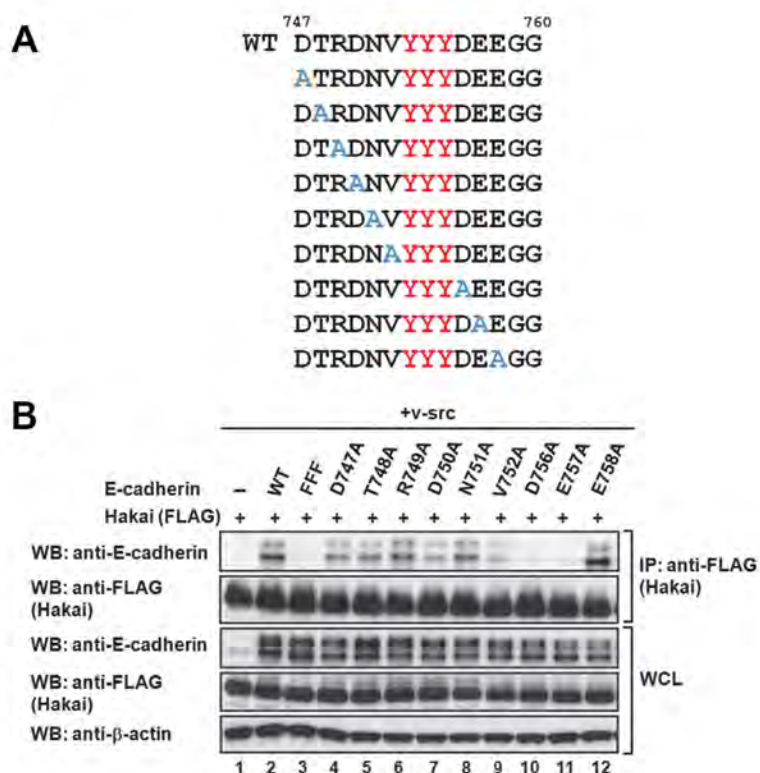 A
747 760
WT DTRDNVYYYDEEGG
ATRDNVYYYDEEGG
DARDNVYYYDEEGG
DTADNVYYYDEEGG
DTRANVYYYDEEGG
DTRDAVYYYDEEGG
DTRDNAYYYDEEGG
DTRDNVYYYAEEGG
DTRDNVYYYDAEGG
DTRDNVYYYDEAGG
B
+v-src
E-cadherin – WT FFF D747A T748A R749A D750A N751A V752A D756A E757A E758A
Hakai (FLAG) + + + + + + + + + + + +
WB: anti-E-cadherin
WB: anti-FLAG
(Hakai)
IP: anti-FLAG
(Hakai)
WB: anti-E-cadherin
WB: anti-FLAG
(Hakai)
WB: anti-β-actin
WCL
1 2 3 4 5 6 7 8 9 10 11 12